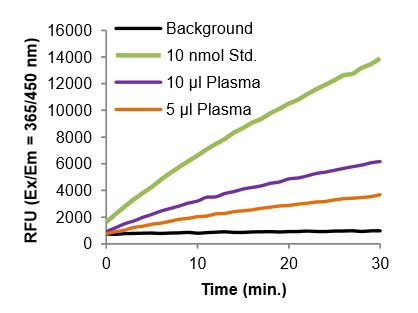 Background
10 nmol Std.
10 µl Plasma
5 µl Plasma
16000
14000
12000
10000
8000
6000
4000
2000
0
RFU (Ex/Em = 365/450 nm)
0 10 20 30
Time (min.)